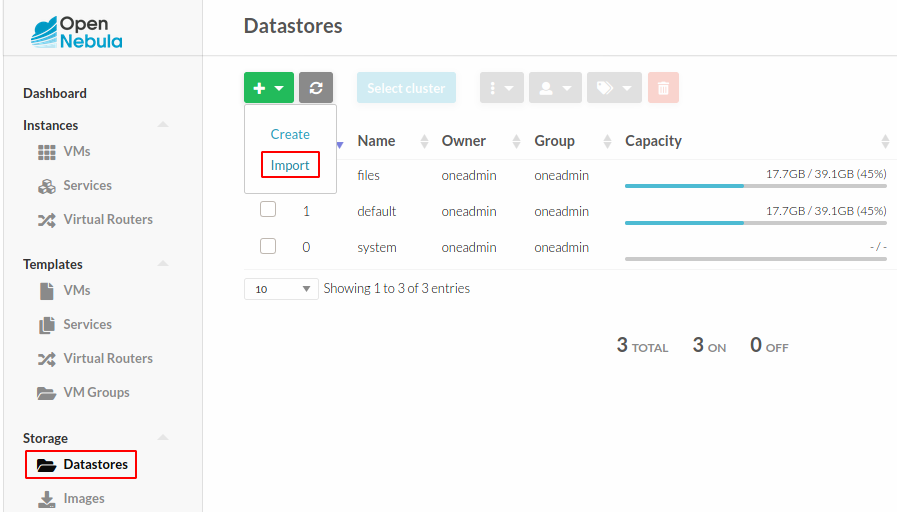 Open
Nebula
Datastores
Dashboard
Instances
VMs
Services
Virtual Routers
Templates
VMs
Services
Virtual Routers
VM Groups
Storage
Datastores
Images
Select cluster
Create
Import
Name Owner Group Capacity
files oneadmin oneadmin 17.7GB / 39.1GB (45%)
1 default oneadmin oneadmin 17.7GB / 39.1GB (45%)
0 system oneadmin oneadmin - / -
10 Showing 1 to 3 of 3 entries
3 TOTAL 3 ON 0 OFF